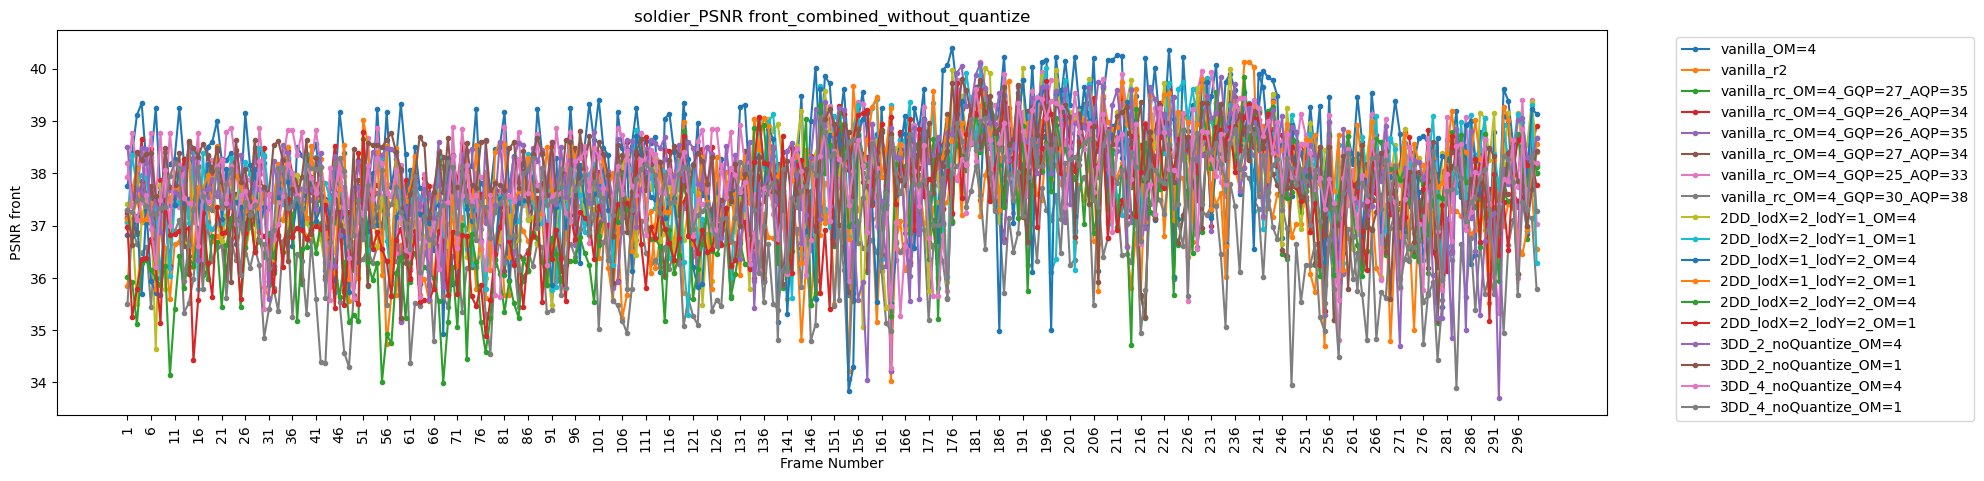 soldier_PSNR front_combined_without_quantize
PSNR front
40
39
38
37
36
35
34
1 6 11 16 21 26 31 36 41 46 51 56 61 66 71 76 81 86 91 96 101 106 111 116 121 126 131 136 141 146 151 156 161 166 171 176 181 186 191 196 201 206 211 216 221 226 231 236 241 246 251 256 261 266 271 276 281 286 291 296
Frame Number
vanilla_OM=4
vanilla_r2
vanilla_rc_OM=4_GQP=27_AQP=35
vanilla_rc_OM=4_GQP=26_AQP=34
vanilla_rc_OM=4_GQP=26_AQP=35
vanilla_rc_OM=4_GQP=27_AQP=34
vanilla_rc_OM=4_GQP=25_AQP=33
vanilla_rc_OM=4_GQP=30_AQP=38
2DD_lodX=2_lodY=1_OM=4
2DD_lodX=2_lodY=1_OM=1
2DD_lodX=1_lodY=2_OM=4
2DD_lodX=1_lodY=2_OM=1
2DD_lodX=2_lodY=2_OM=4
2DD_lodX=2_lodY=2_OM=1
3DD_2_noQuantize_OM=4
3DD_2_noQuantize_OM=1
3DD_4_noQuantize_OM=4
3DD_4_noQuantize_OM=1